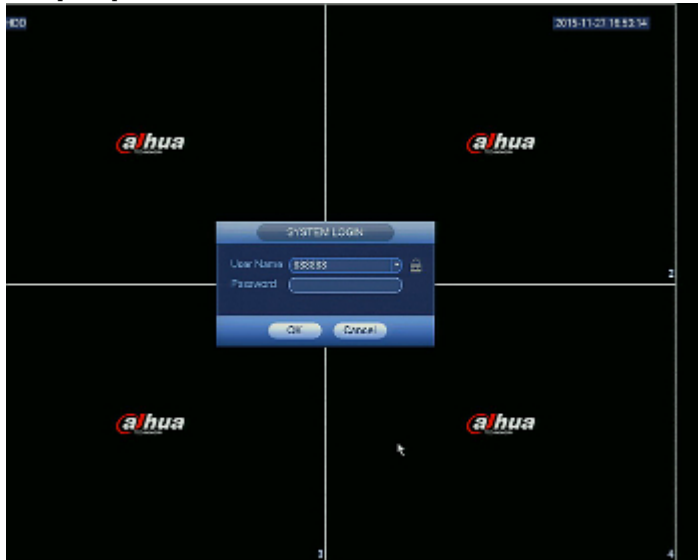 HDD 2015-11-27 16:53:14
alhua alhua
SYSTEM LOGIN
User Name 888888
2
Password
OK Cancel
alhua alhua
3 4